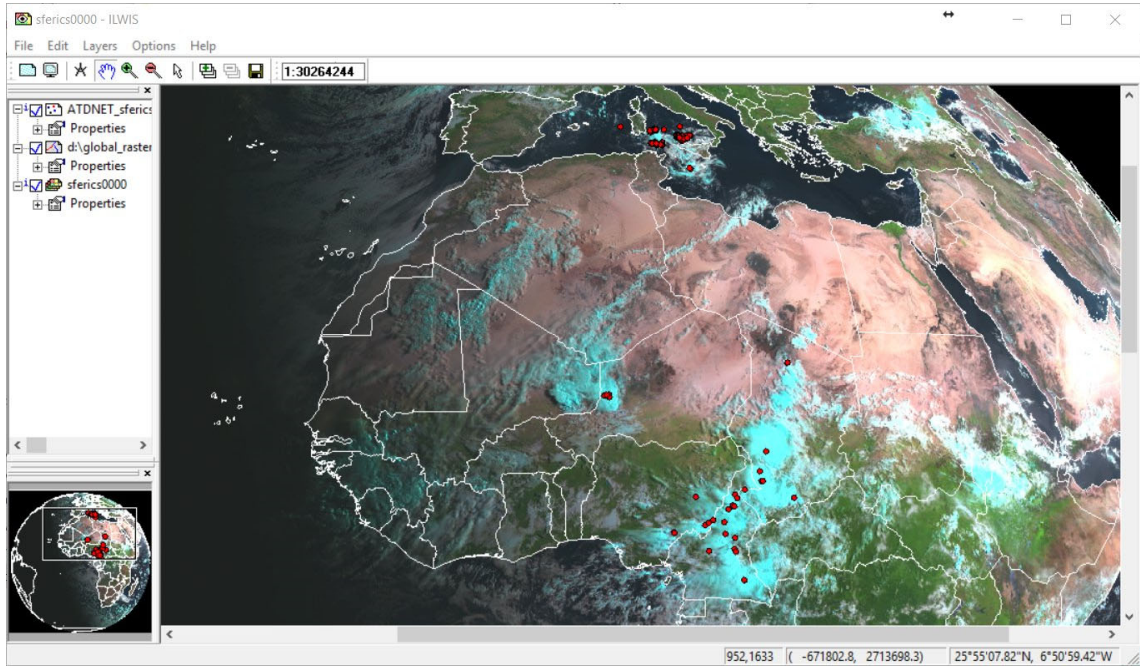 sferics0000 - ILWIS
File Edit Layers Options Help
1:30264244
ATDNET_sferics
Properties
d:\global_raster
Properties
sferics0000
Properties
952,1633 ( -671802.8, 2713698.3) 25°55'07.82"N, 6°50'59.42"W